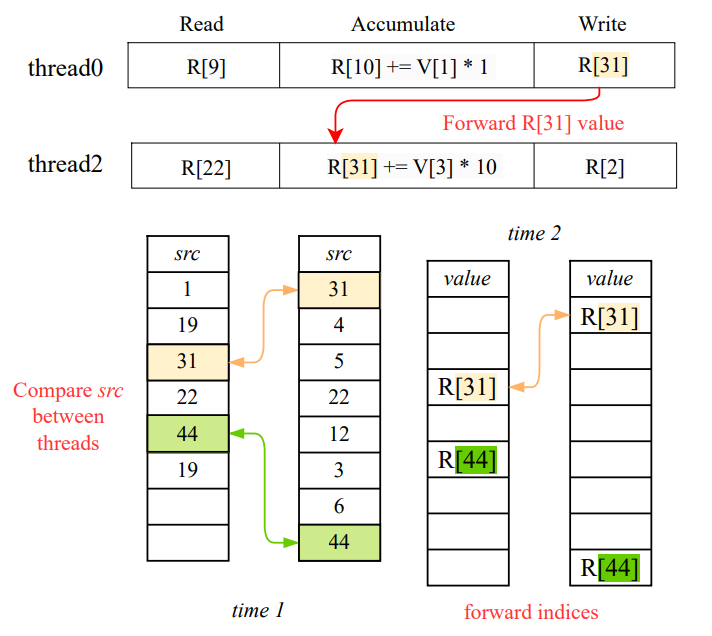 Read Accumulate Write
thread0 R[9] R[10] += V[1] * 1 R[31]
Forward R[31] value
thread2 R[22] R[31] += V[3] * 10 R[2]
time 2
src
1
19
31
22
44
19
src
31
4
5
22
12
3
6
44
value
R[31]
R[44]
value
R[31]
R[44]
Compare src
between
threads
time 1
forward indices